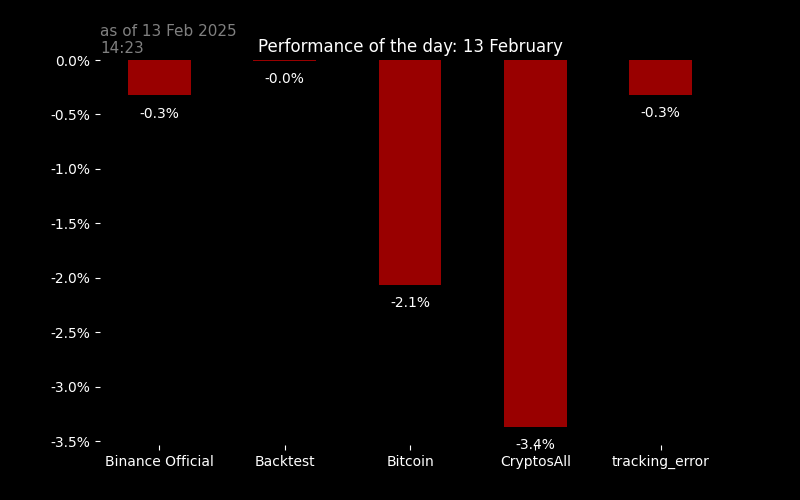 as of 13 Feb 2025
14:23
Performance of the day: 13 February
0.0%
-0.5%
-1.0%
-1.5%
-2.0%
-2.5%
-3.0%
-3.5%
-0.3%
-0.0%
-2.1%
-3.4%
-0.3%
Binance Official
Backtest
Bitcoin
CryptosAll
tracking_error